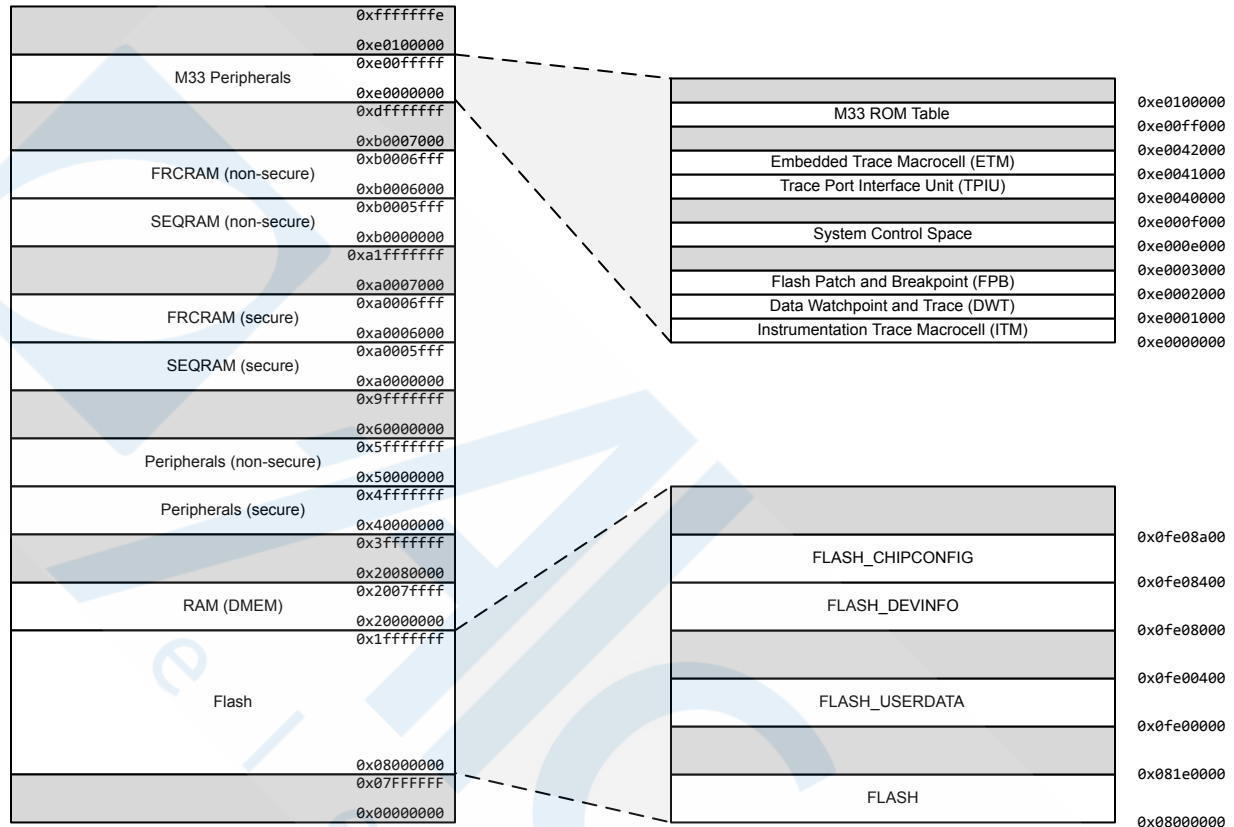 0xfffffffe
0xe0100000
0xe00fffff
M33 Peripherals
0xe0000000
0xdfffffff
0xb0007000
0xb0006fff
FRCRAM (non-secure)
0xb0006000
0xb0005fff
SEQRAM (non-secure)
0xb0000000
0xa1fffffff
0xa0007000
0xa0006fff
FRCRAM (secure)
0xa0006000
0xa0005fff
SEQRAM (secure)
0xa0000000
0x9fffffff
0x60000000
0x5fffffff
Peripherals (non-secure)
0x50000000
0x4fffffff
Peripherals (secure)
0x40000000
0x3fffffff
0x20080000
0x2007ffff
RAM (DMEM)
0x20000000
0x1fffffff
Flash
0x08000000
0x07FFFFFF
0x00000000
0xe0100000
M33 ROM Table
0xe00ff000
0xe0042000
Embedded Trace Macrocell (ETM)
0xe0041000
Trace Port Interface Unit (TPIU)
0xe0040000
0xe000f000
System Control Space
0xe000e000
0xe0003000
Flash Patch and Breakpoint (FPB)
0xe0002000
Data Watchpoint and Trace (DWT)
0xe0001000
Instrumentation Trace Macrocell (ITM)
0xe0000000
0x0fe08a00
FLASH_CHIPCONFIG
0x0fe08400
FLASH_DEVINFO
0x0fe08000
0x0fe00400
FLASH_USERDATA
0x0fe00000
0x081e0000
FLASH
0x08000000